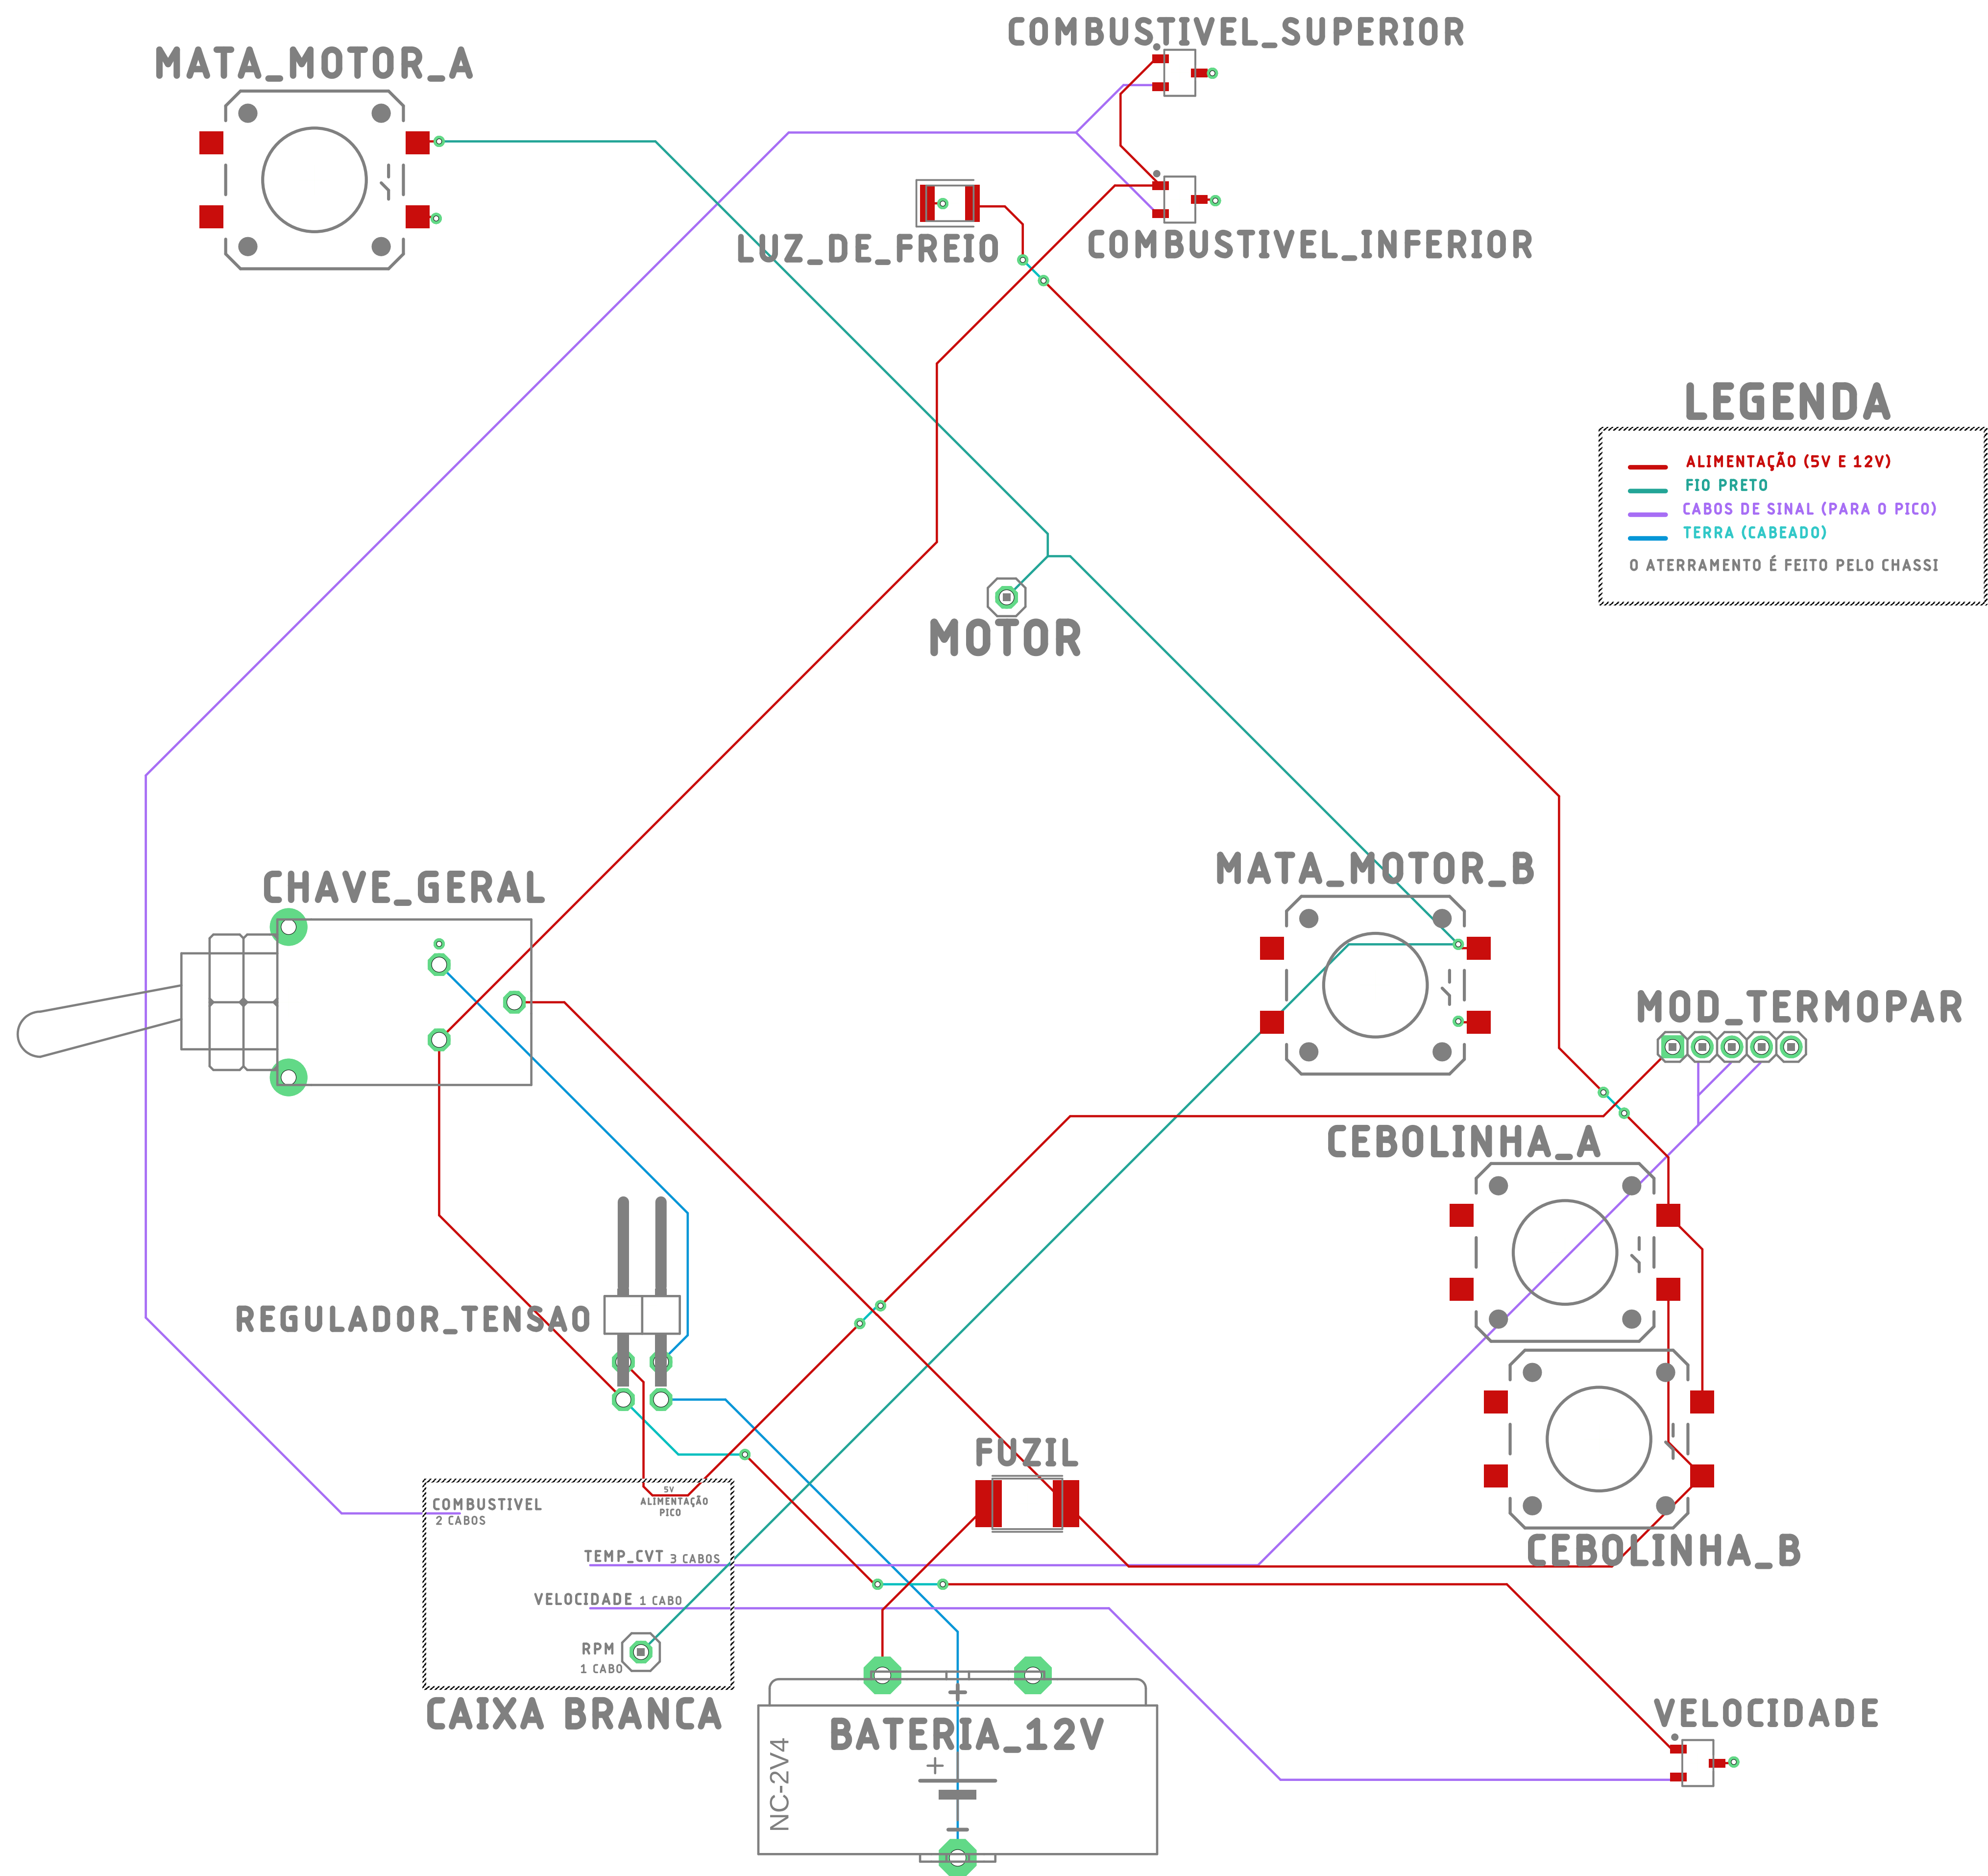 COMBUSTIVEL_SUPERIOR
MATA_MOTOR_A
LUZ_DE_FREIO
COMBUSTIVEL_INFERIOR
LEGENDA
ALIMENTAÇÃO (5V E 12V)
FIO PRETO
CABOS DE SINAL (PARA O PICO)
TERRA (CABEADO)
O ATERRAMENTO É FEITO PELO CHASSI
MOTOR
MATA_MOTOR_B
CHAVE_GERAL
MOD_TERMOPAR
CEBOLINHA_A
REGULADOR_TENSAO
FUZIL
5V
ALIMENTAÇÃO
PICO
COMBUSTIVEL
2 CABOS
TEMP_CVT 3 CABOS
CEBOLINHA_B
VELOCIDADE 1 CABO
RPM
1 CABO
CAIXA BRANCA
VELOCIDADE
BATERIA_12V
NC-2V4